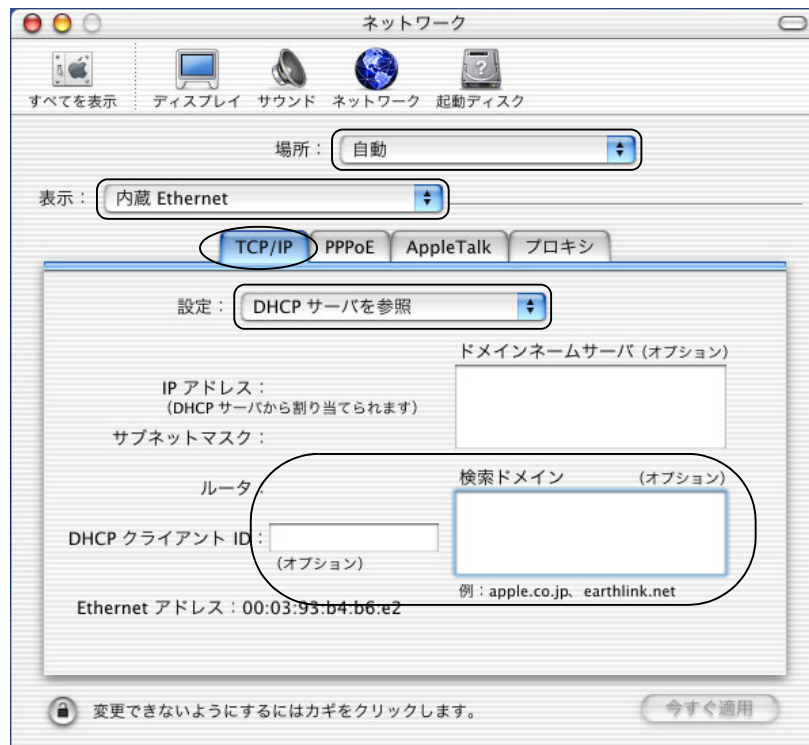 ネットワーク
すべてを表示 ディスプレイ サウンド ネットワーク 起動ディスク
場所： 自動
表示： 内蔵 Ethernet
TCP/IP PPPoE AppleTalk プロキシ
設定： DHCP サーバを参照
ドメインネームサーバ (オプション)
IP アドレス：
(DHCP サーバから割り当てられます)
サブネットマスク：
ルータ：
検索ドメイン (オプション)
DHCP クライアント ID：
(オプション)
例：apple.co.jp、earthlink.net
Ethernet アドレス：00:03:93:b4:b6:e2
変更できないようにするにはカギをクリックします。
今すぐ適用